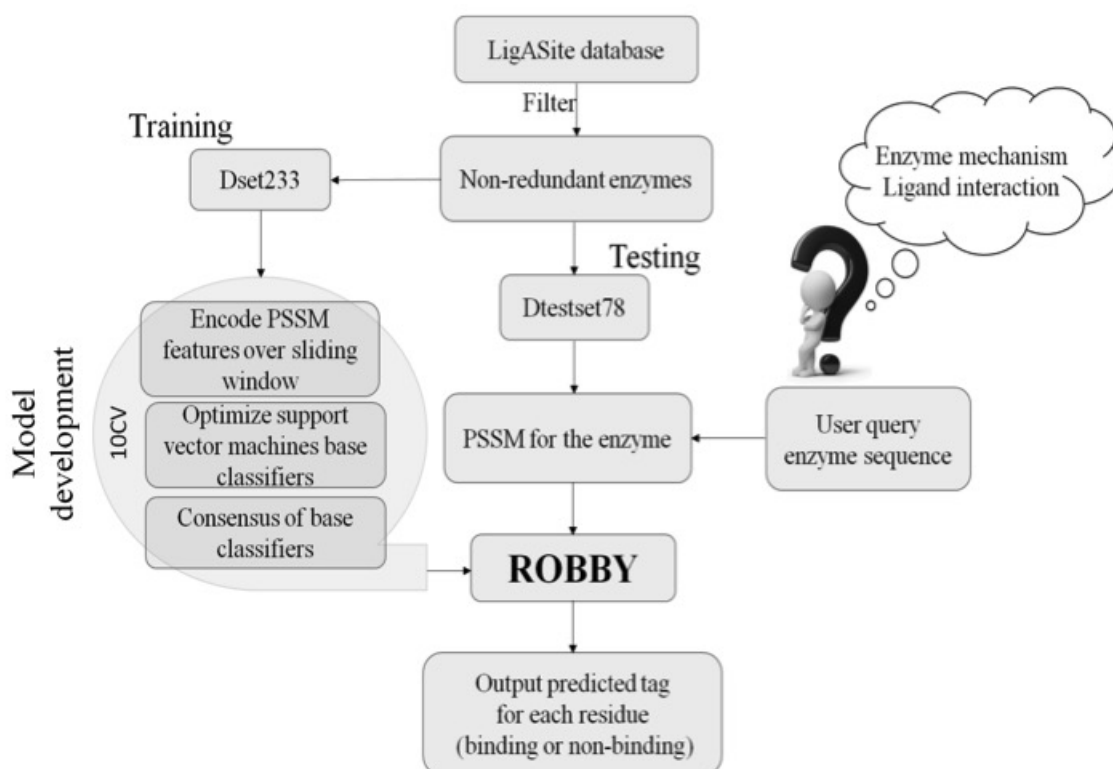 LigASite database
Filter
Training
Dset233
Non-redundant enzymes
Enzyme mechanism
Ligand interaction
Testing
Dtestset78
Model
development
10CV
Encode PSSM
features over sliding
window
Optimize support
vector machines base
classifiers
Consensus of base
classifiers
PSSM for the enzyme
User query
enzyme sequence
ROBBY
Output predicted tag
for each residue
(binding or non-binding)